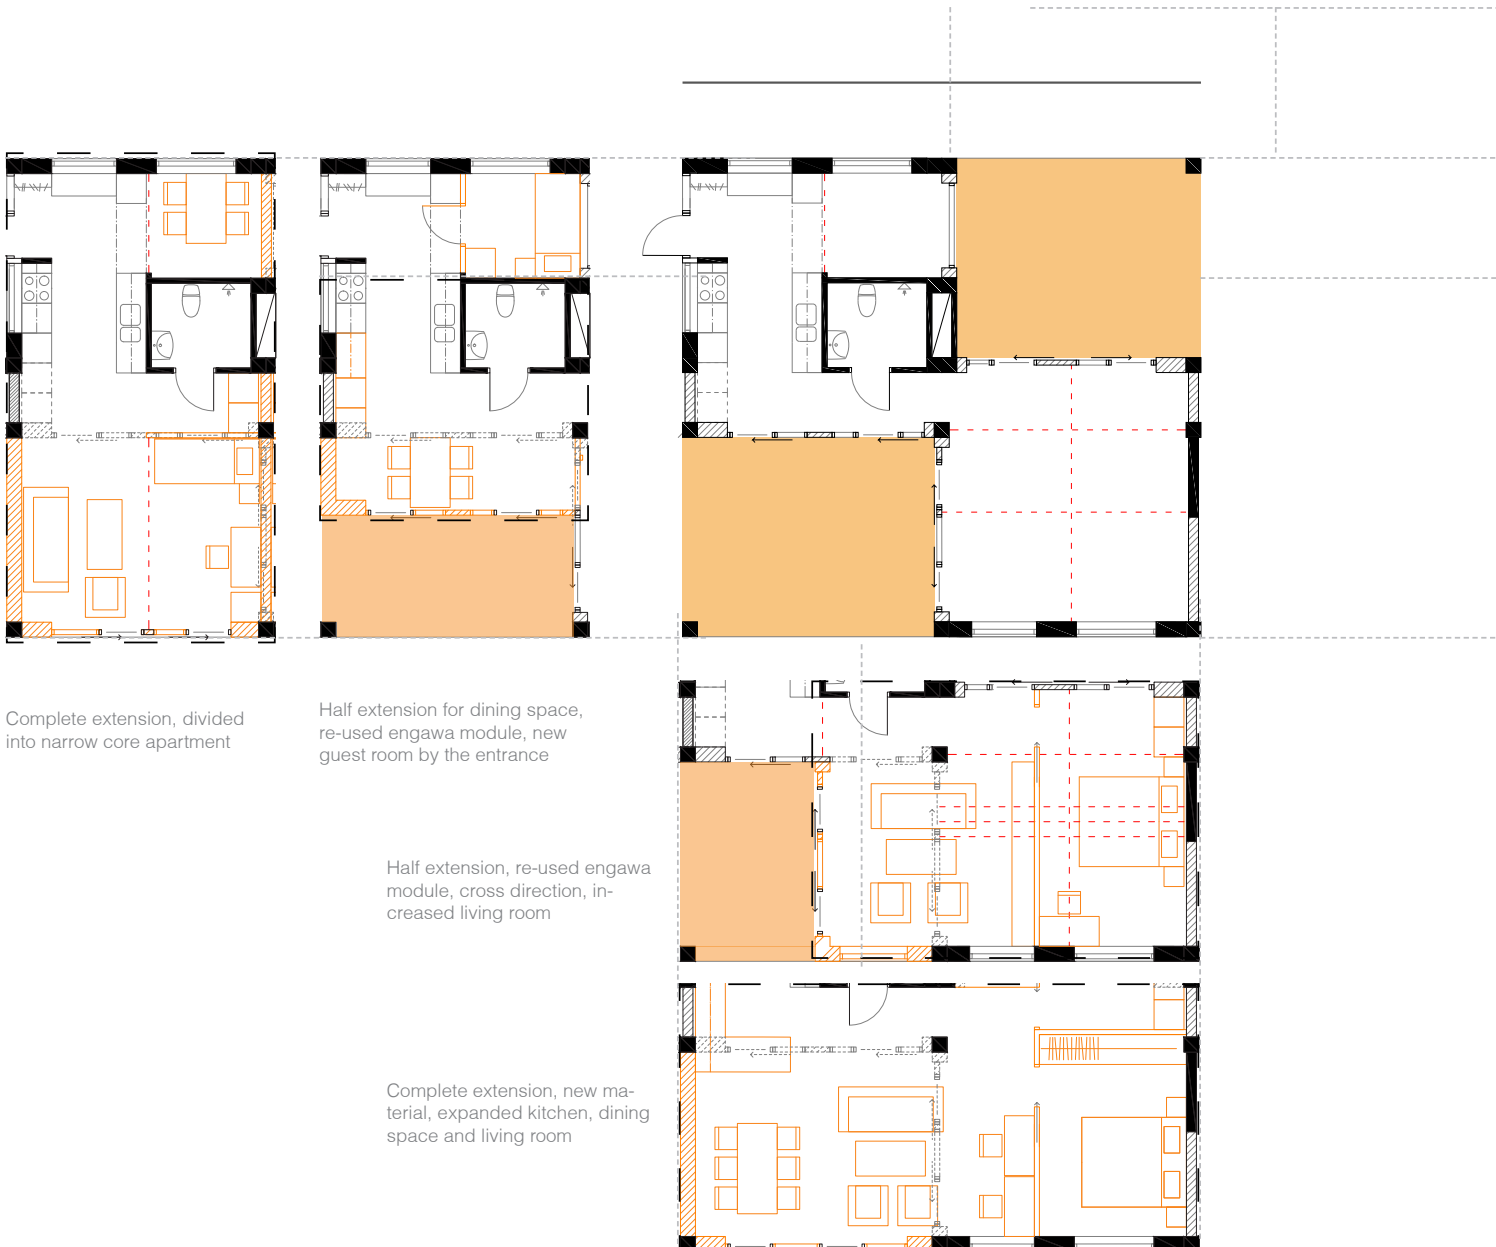 Complete extension, divided
into narrow core apartment
Half extension for dining space,
re-used engawa module, new
guest room by the entrance
Half extension, re-used engawa
module, cross direction, in-
creased living room
Complete extension, new ma-
terial, expanded kitchen, dining
space and living room